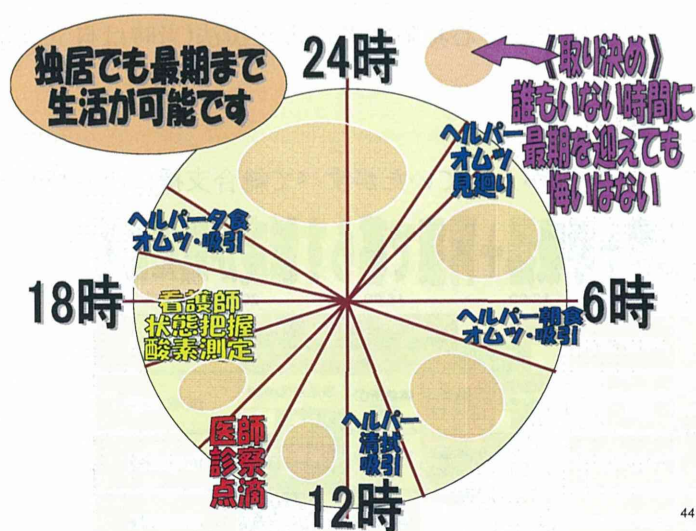 独居でも最期まで
生活が可能です
24時
《取り決め》
誰もいない時間に
最期を迎えても
悔いはない
ヘルパー
オムツ
見廻り
6時
ヘルパー朝食
オムツ・吸引
ヘルパー
清拭
吸引
12時
医師
診察
点滴
看護師
状態把握
酸素測定
18時
ヘルパー夕食
オムツ・吸引
44